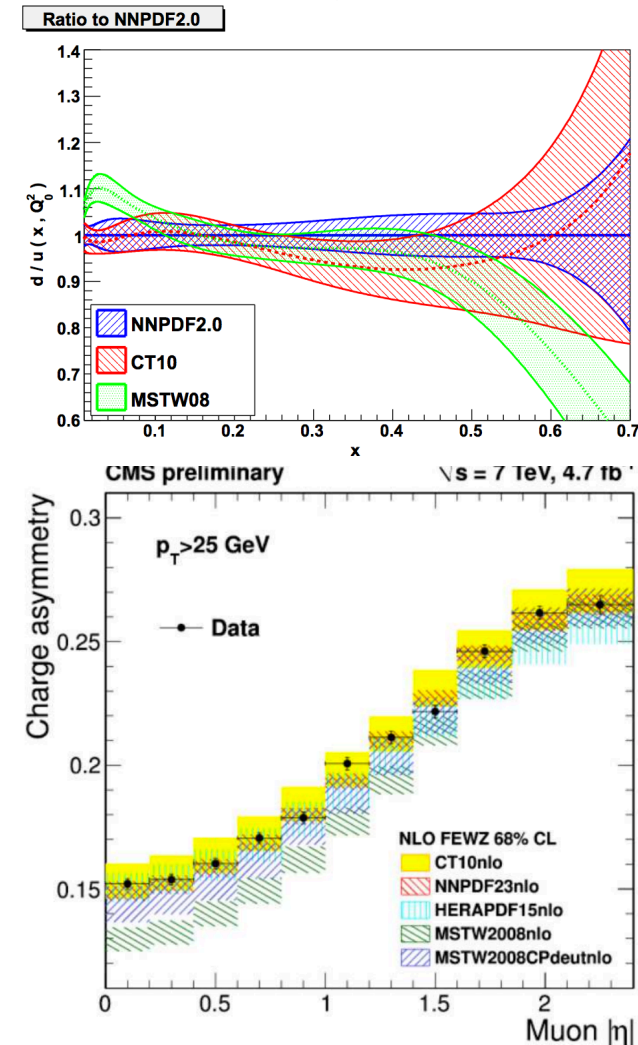 Ratio to NNPDF2.0
1.4
1.3
1.2
1.1
1
0.9
0.8
0.7
0.6
d / u ( x , Q₀² )
NNPDF2.0
CT10
MSTW08
0.1 0.2 0.3 0.4 0.5 0.6 0.7
x
CMS preliminary √s = 7 TeV, 4.7 fb
Charge asymmetry
0.3
0.25
0.2
0.15
pT>25 GeV
Data
NLO FEWZ 68% CL
CT10nlo
NNPDF23nlo
HERAPDF15nlo
MSTW2008nlo
MSTW2008CPdeutnlo
0 0.5 1 1.5 2
Muon |η|